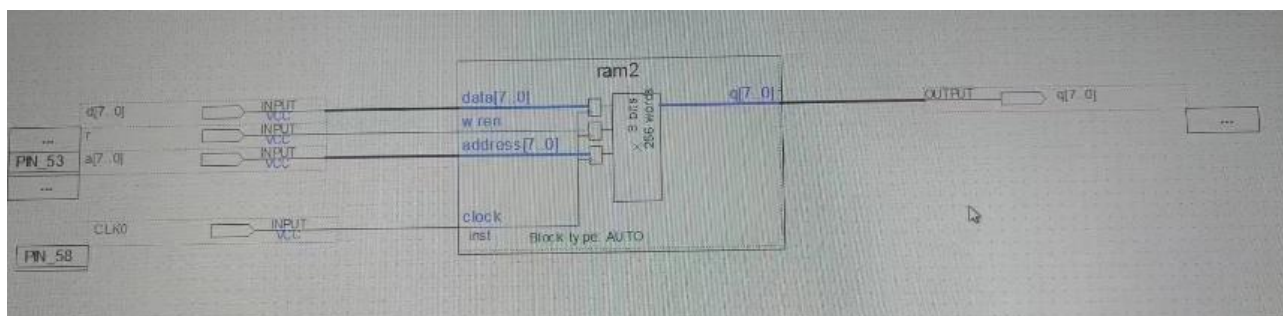 ram2
d[7..0]
INPUT
VCC
data[7..0]
q[7..0]
OUTPUT
q[7..0]
...
...
r
INPUT
VCC
wren
8 bits
×
256 words
PIN_53
a[7..0]
INPUT
VCC
address[7..0]
...
CLK0
INPUT
VCC
clock
inst
Block type: AUTO
PIN_58